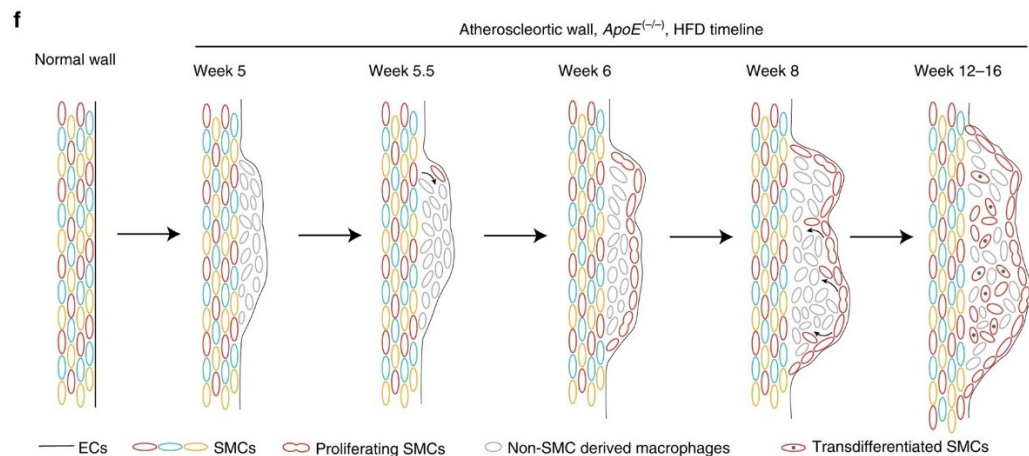 f
Atheroscleortic wall, ApoE(−/−), HFD timeline
Normal wall
Week 5
Week 5.5
Week 6
Week 8
Week 12–16
ECs
SMCs
Proliferating SMCs
Non-SMC derived macrophages
Transdifferentiated SMCs